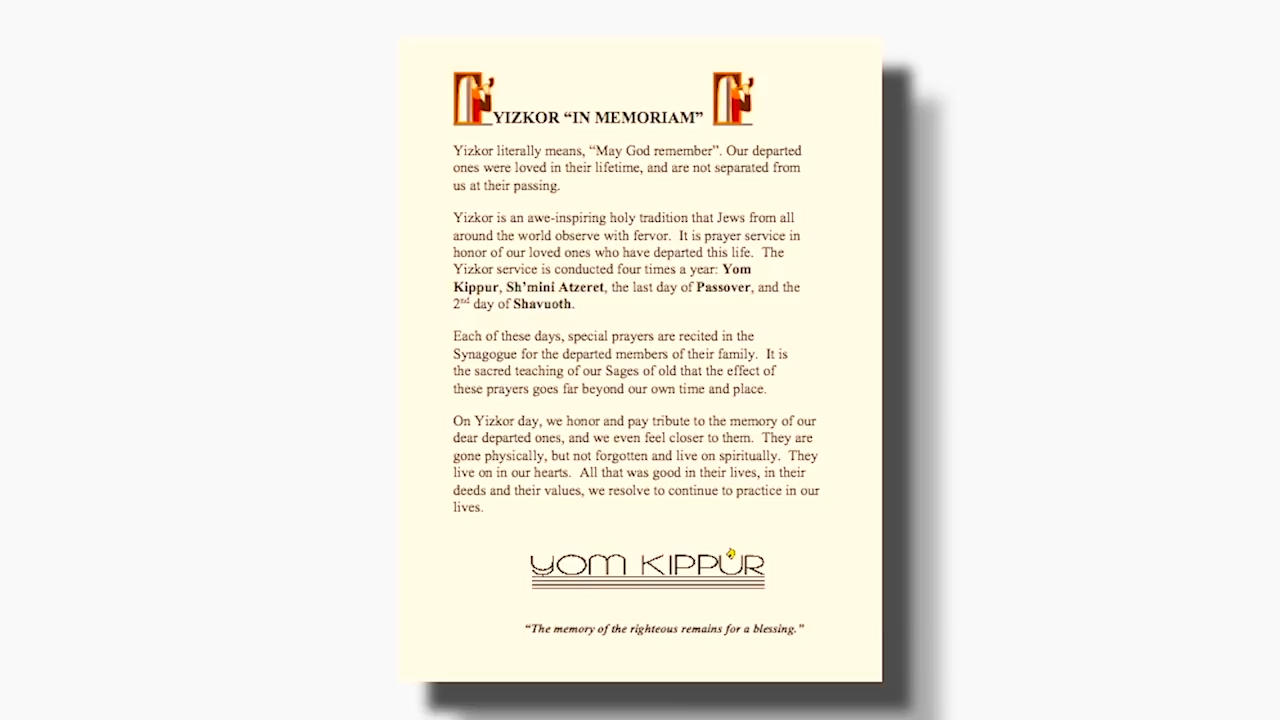 YIZKOR “IN MEMORIAM”
Yizkor literally means, “May God remember”. Our departed
ones were loved in their lifetime, and are not separated from
us at their passing.
Yizkor is an awe-inspiring holy tradition that Jews from all
around the world observe with fervor. It is prayer service in
honor of our loved ones who have departed this life. The
Yizkor service is conducted four times a year: Yom
Kippur, Sh’mini Atzeret, the last day of Passover, and the
2nd day of Shavuoth.
Each of these days, special prayers are recited in the
Synagogue for the departed members of their family. It is
the sacred teaching of our Sages of old that the effect of
these prayers goes far beyond our own time and place.
On Yizkor day, we honor and pay tribute to the memory of our
dear departed ones, and we even feel closer to them. They are
gone physically, but not forgotten and live on spiritually. They
live on in our hearts. All that was good in their lives, in their
deeds and their values, we resolve to continue to practice in our
lives.
YOM KIPPUR
“The memory of the righteous remains for a blessing.”